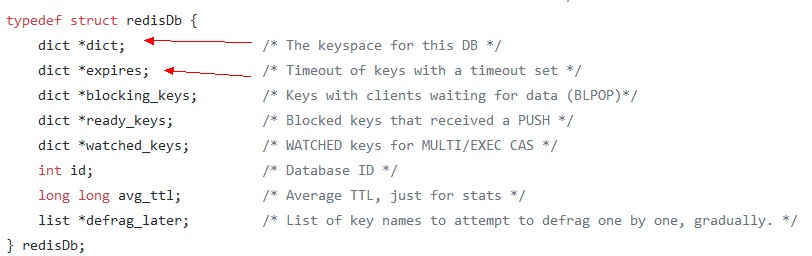 typedef struct redisDb {
    dict *dict;                 /* The keyspace for this DB */
    dict *expires;              /* Timeout of keys with a timeout set */
    dict *blocking_keys;        /* Keys with clients waiting for data (BLPOP)*/
    dict *ready_keys;           /* Blocked keys that received a PUSH */
    dict *watched_keys;         /* WATCHED keys for MULTI/EXEC CAS */
    int id;                     /* Database ID */
    long long avg_ttl;          /* Average TTL, just for stats */
    list *defrag_later;         /* List of key names to attempt to defrag one by one, gradually. */
} redisDb;